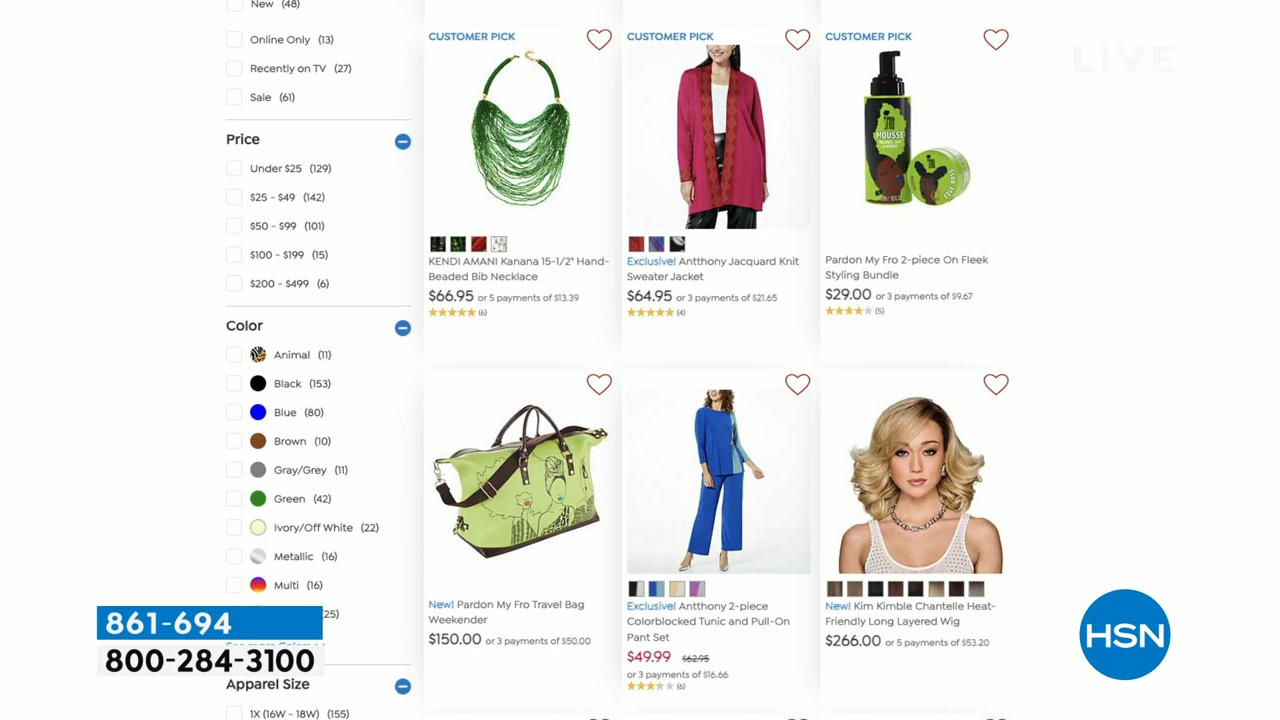 New (48)
Online Only (13)
Recently on TV (27)
Sale (61)
Price
Under $25 (129)
$25 - $49 (142)
$50 - $99 (101)
$100 - $199 (15)
$200 - $499 (6)
Color
Animal (11)
Black (153)
Blue (80)
Brown (10)
Gray/Grey (11)
Green (42)
Ivory/Off White (22)
Metallic (16)
Multi (16)
(25)
Apparel Size
1X (16W - 18W) (155)
861-694
800-284-3100
LIVE
CUSTOMER PICK
KENDI AMANI Kanana 15-1/2" Hand-
Beaded Bib Necklace
$66.95 or 5 payments of $13.39
(6)
CUSTOMER PICK
Exclusive! Antthony Jacquard Knit
Sweater Jacket
$64.95 or 3 payments of $21.65
(4)
CUSTOMER PICK
MOUSSE
EDGE BOSS
Pardon My Fro 2-piece On Fleek
Styling Bundle
$29.00 or 3 payments of $9.67
(5)
New! Pardon My Fro Travel Bag
Weekender
$150.00 or 3 payments of $50.00
Exclusive! Antthony 2-piece
Colorblocked Tunic and Pull-On
Pant Set
$49.99 $62.95
or 3 payments of $16.66
(6)
New! Kim Kimble Chantelle Heat-
Friendly Long Layered Wig
$266.00 or 5 payments of $53.20
HSN